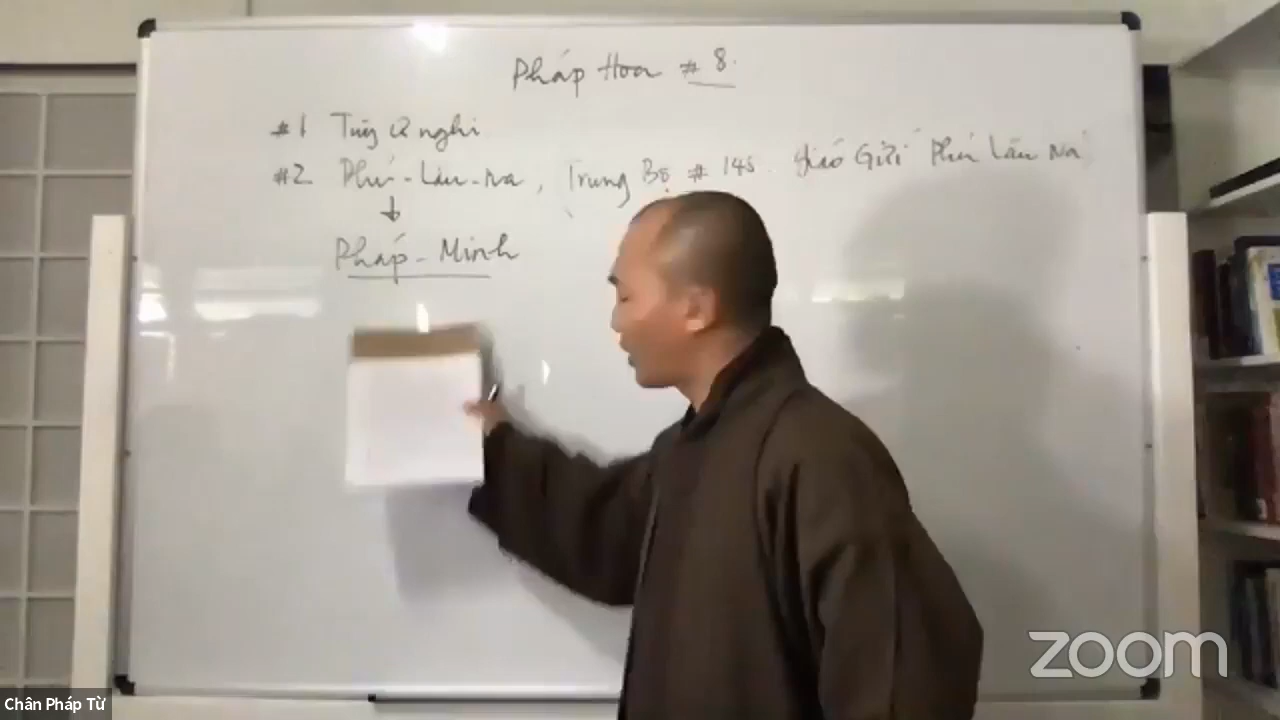 Pháp Hoa # 8.
#1 Tùy cơ nghi
#2 Phú-Lâu-Na, Trung Bộ # 145. Giáo Giới Phú Lâu Na
↓
Pháp-Minh
zoom
Chân Pháp Từ